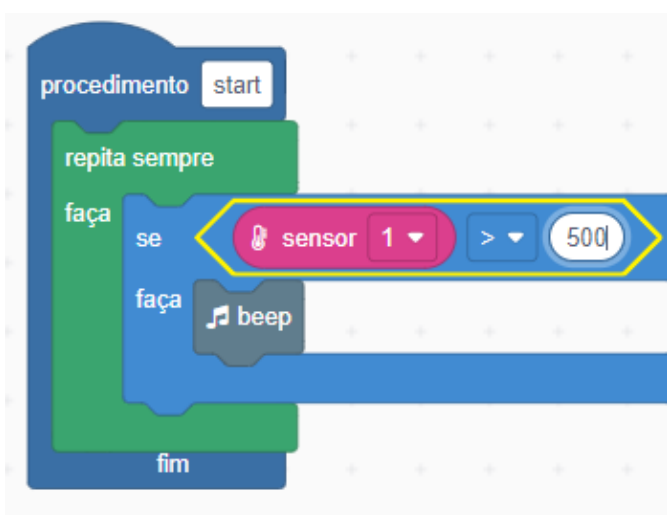 procedimento start
repita sempre
faça
se sensor 1 > 500
faça
beep
fim